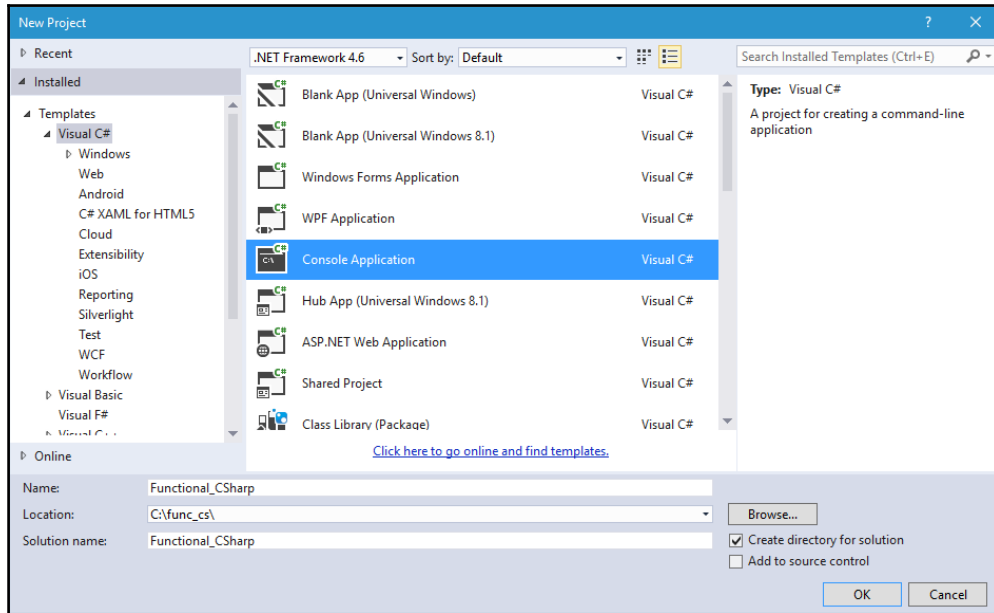 New Project
Recent
Installed
Templates
Visual C#
Windows
Web
Android
C# XAML for HTML5
Cloud
Extensibility
iOS
Reporting
Silverlight
Test
WCF
Workflow
Visual Basic
Visual F#
Visual C++
Online
.NET Framework 4.6 Sort by: Default
Blank App (Universal Windows) Visual C#
Blank App (Universal Windows 8.1) Visual C#
Windows Forms Application Visual C#
WPF Application Visual C#
Console Application Visual C#
Hub App (Universal Windows 8.1) Visual C#
ASP.NET Web Application Visual C#
Shared Project Visual C#
Class Library (Package) Visual C#
Click here to go online and find templates.
Search Installed Templates (Ctrl+E)
Type: Visual C#
A project for creating a command-line
application
Name: Functional_CSharp
Location: C:\func_cs\ Browse...
Solution name: Functional_CSharp
Create directory for solution
Add to source control
OK Cancel